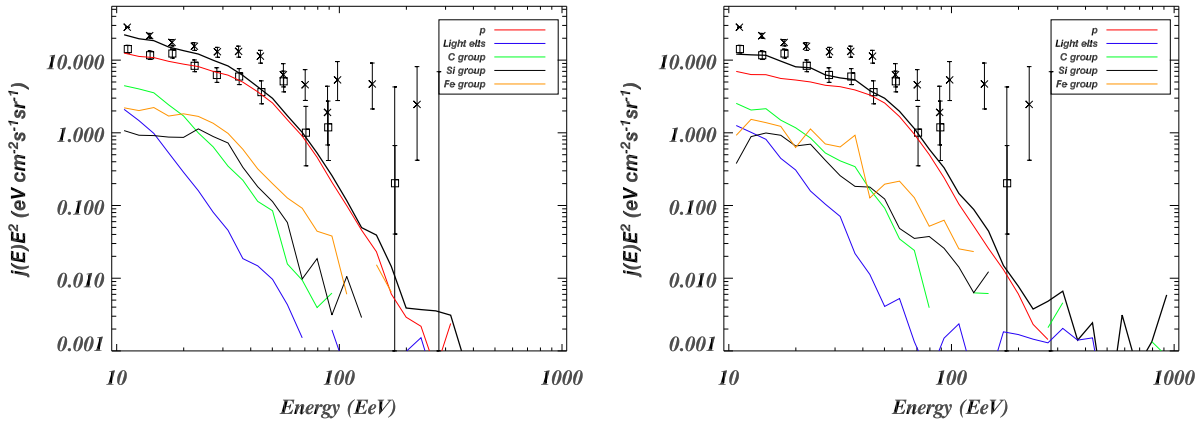 p
Light elts
C group
Si group
Fe group
10.000
1.000
0.100
0.010
0.001
j(E)E² (eV cm⁻²s⁻¹sr⁻¹)
10
100
1000
Energy (EeV)
p
Light elts
C group
Si group
Fe group
10.000
1.000
0.100
0.010
0.001
j(E)E² (eV cm⁻²s⁻¹sr⁻¹)
10
100
1000
Energy (EeV)